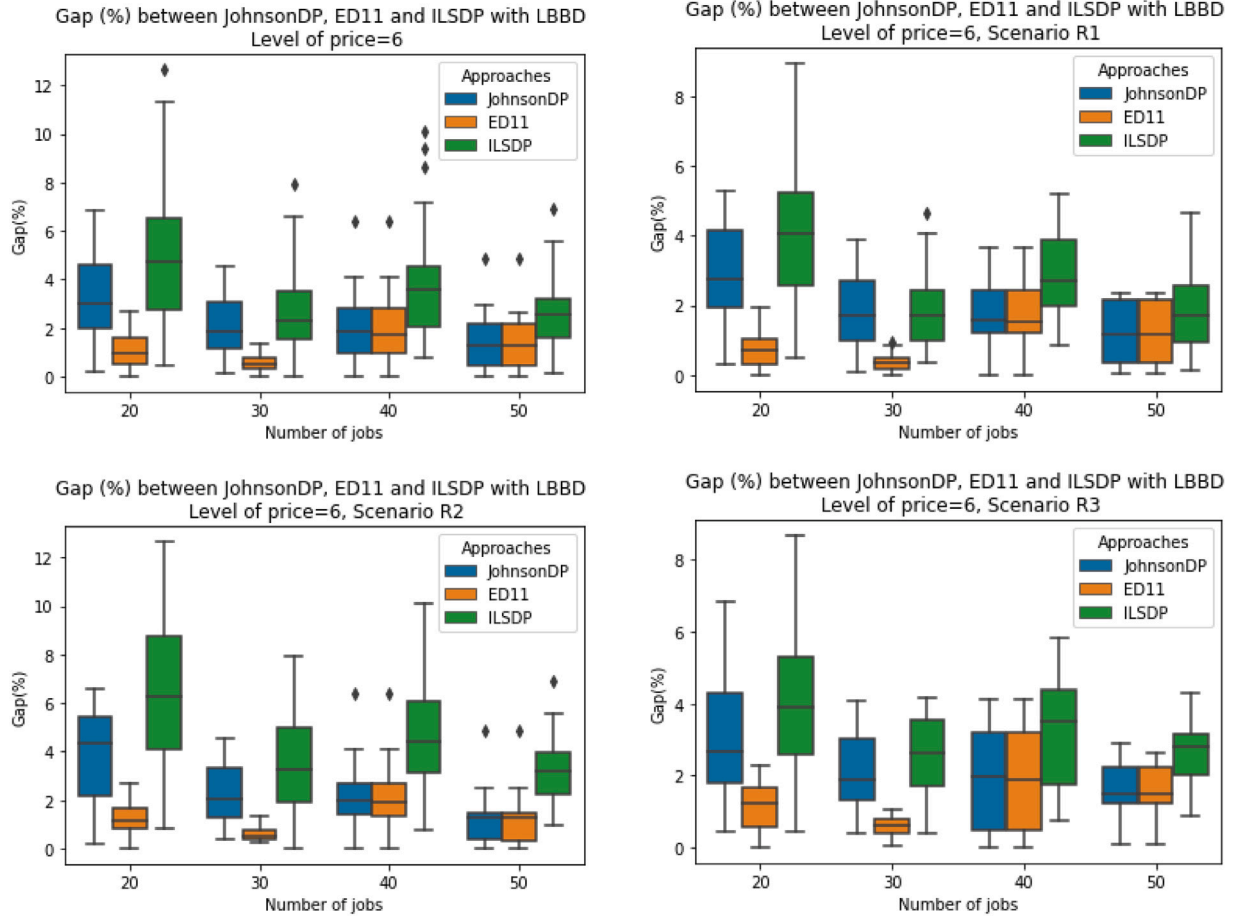 Gap (%) between JohnsonDP, ED11 and ILSDP with LBBD
Level of price=6
Approaches
JohnsonDP
ED11
ILSDP
Gap(%)
12
10
8
6
4
2
0
20 30 40 50
Number of jobs
Gap (%) between JohnsonDP, ED11 and ILSDP with LBBD
Level of price=6, Scenario R1
Approaches
JohnsonDP
ED11
ILSDP
Gap(%)
8
6
4
2
0
20 30 40 50
Number of jobs
Gap (%) between JohnsonDP, ED11 and ILSDP with LBBD
Level of price=6, Scenario R2
Approaches
JohnsonDP
ED11
ILSDP
Gap(%)
12
10
8
6
4
2
0
20 30 40 50
Number of jobs
Gap (%) between JohnsonDP, ED11 and ILSDP with LBBD
Level of price=6, Scenario R3
Approaches
JohnsonDP
ED11
ILSDP
Gap(%)
8
6
4
2
0
20 30 40 50
Number of jobs